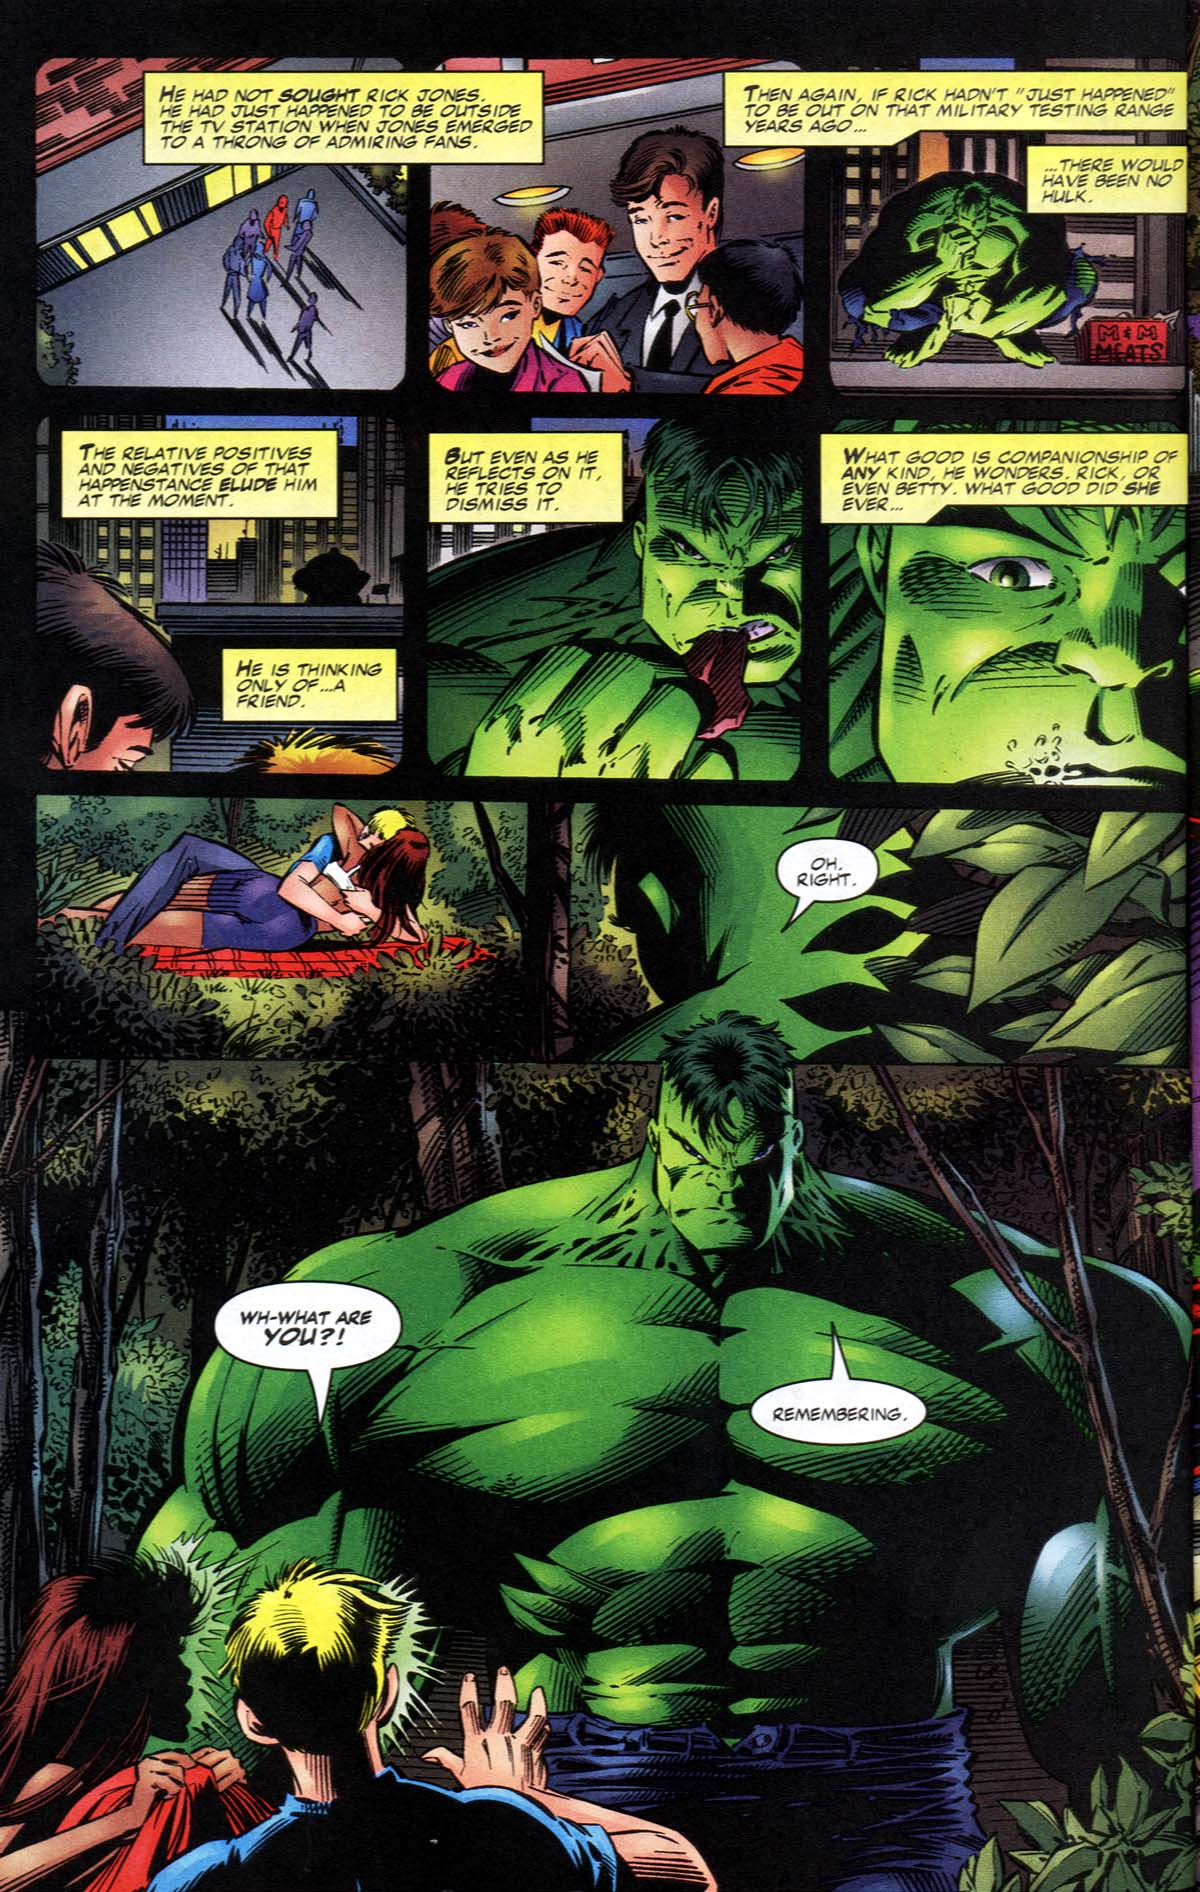 HE HAD NOT SOUGHT RICK JONES.
HE HAD JUST HAPPENED TO BE OUTSIDE
THE TV STATION WHEN JONES EMERGED
TO A THRONG OF ADMIRING FANS.
THEN AGAIN, IF RICK HADN'T "JUST HAPPENED"
TO BE OUT ON THAT MILITARY TESTING RANGE
YEARS AGO...
...THERE WOULD
HAVE BEEN NO
HULK.
M & M
MEATS
THE RELATIVE POSITIVES
AND NEGATIVES OF THAT
HAPPENSTANCE ELUDE HIM
AT THE MOMENT.
HE IS THINKING
ONLY OF...A
FRIEND.
BUT EVEN AS HE
REFLECTS ON IT,
HE TRIES TO
DISMISS IT.
WHAT GOOD IS COMPANIONSHIP OF
ANY KIND, HE WONDERS. RICK, OR
EVEN BETTY. WHAT GOOD DID SHE
EVER...
OH.
RIGHT.
WH-WHAT ARE
YOU?!
REMEMBERING.